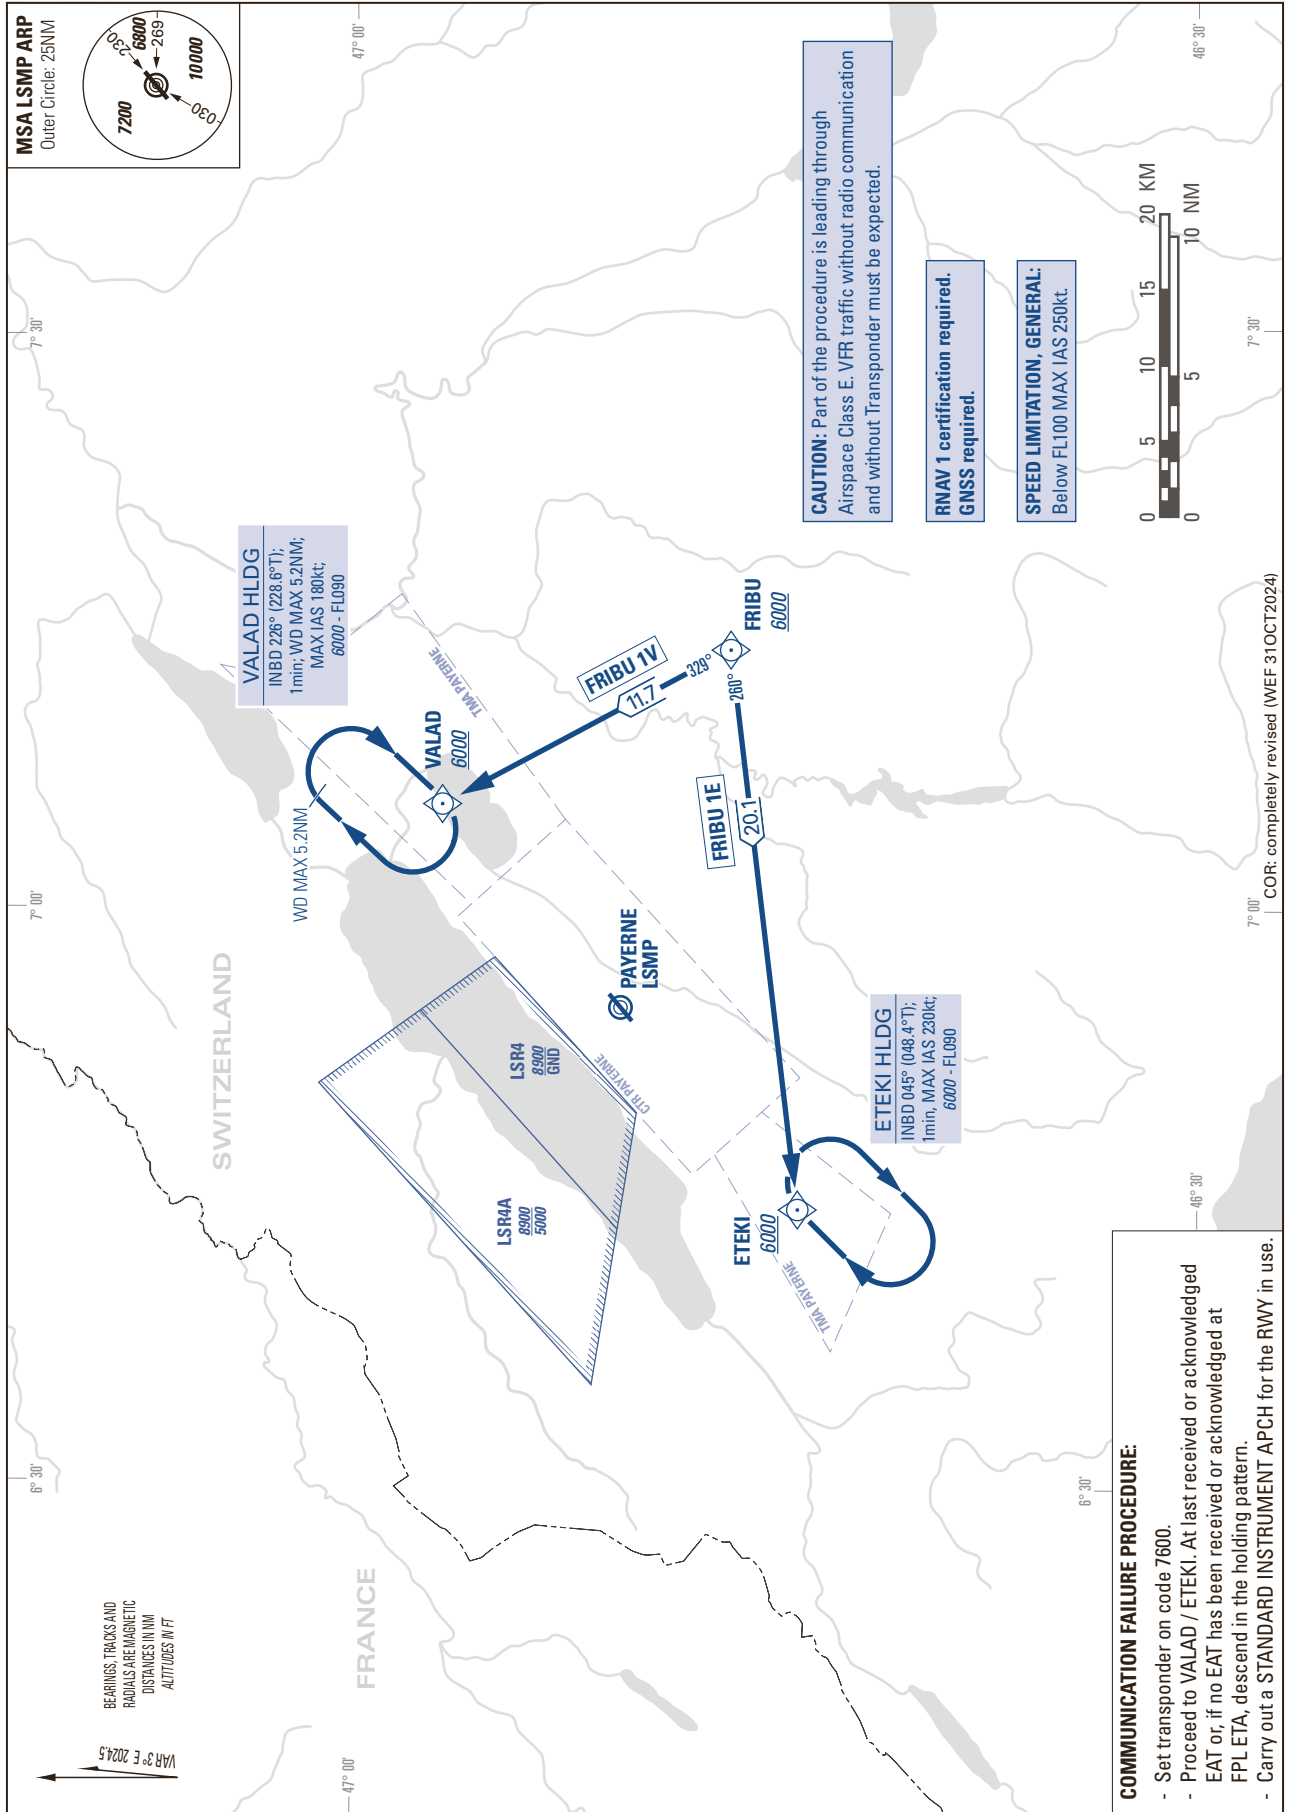 MSA LSMP ARP
Outer Circle: 25NM
7200
6800
10000
230
269
030
BEARINGS, TRACKS AND
RADIALS ARE MAGNETIC
DISTANCES IN NM
ALTITUDES IN FT
VAR 3° E 2024.5
47° 00'
47° 00'
46° 30'
46° 30'
6° 30'
6° 30'
7° 00'
7° 00'
7° 30'
7° 30'
SWITZERLAND
FRANCE
VALAD HLDG
INBD 226° (228.6°T);
1min; WD MAX 5.2NM;
MAX IAS 180kt;
6000 - FL090
WD MAX 5.2NM
VALAD
6000
TMA PAYERNE
FRIBU 1V
11.7
329°
260°
FRIBU
6000
FRIBU 1E
20.1
PAYERNE
LSMP
CTR PAYERNE
LSR4
8900
GND
LSR4A
8900
5000
ETEKI
6000
TMA PAYERNE
ETEKI HLDG
INBD 045° (048.4°T);
1min, MAX IAS 230kt;
6000 - FL090
CAUTION: Part of the procedure is leading through
Airspace Class E. VFR traffic without radio communication
and without Transponder must be expected.
RNAV 1 certification required.
GNSS required.
SPEED LIMITATION, GENERAL:
Below FL100 MAX IAS 250kt.
0 5 10 15 20 KM
0 5 10 NM
COMMUNICATION FAILURE PROCEDURE:
- Set transponder on code 7600.
- Proceed to VALAD / ETEKI. At last received or acknowledged
EAT or, if no EAT has been received or acknowledged at
FPL ETA, descend in the holding pattern.
- Carry out a STANDARD INSTRUMENT APCH for the RWY in use.
COR: completely revised (WEF 31OCT2024)